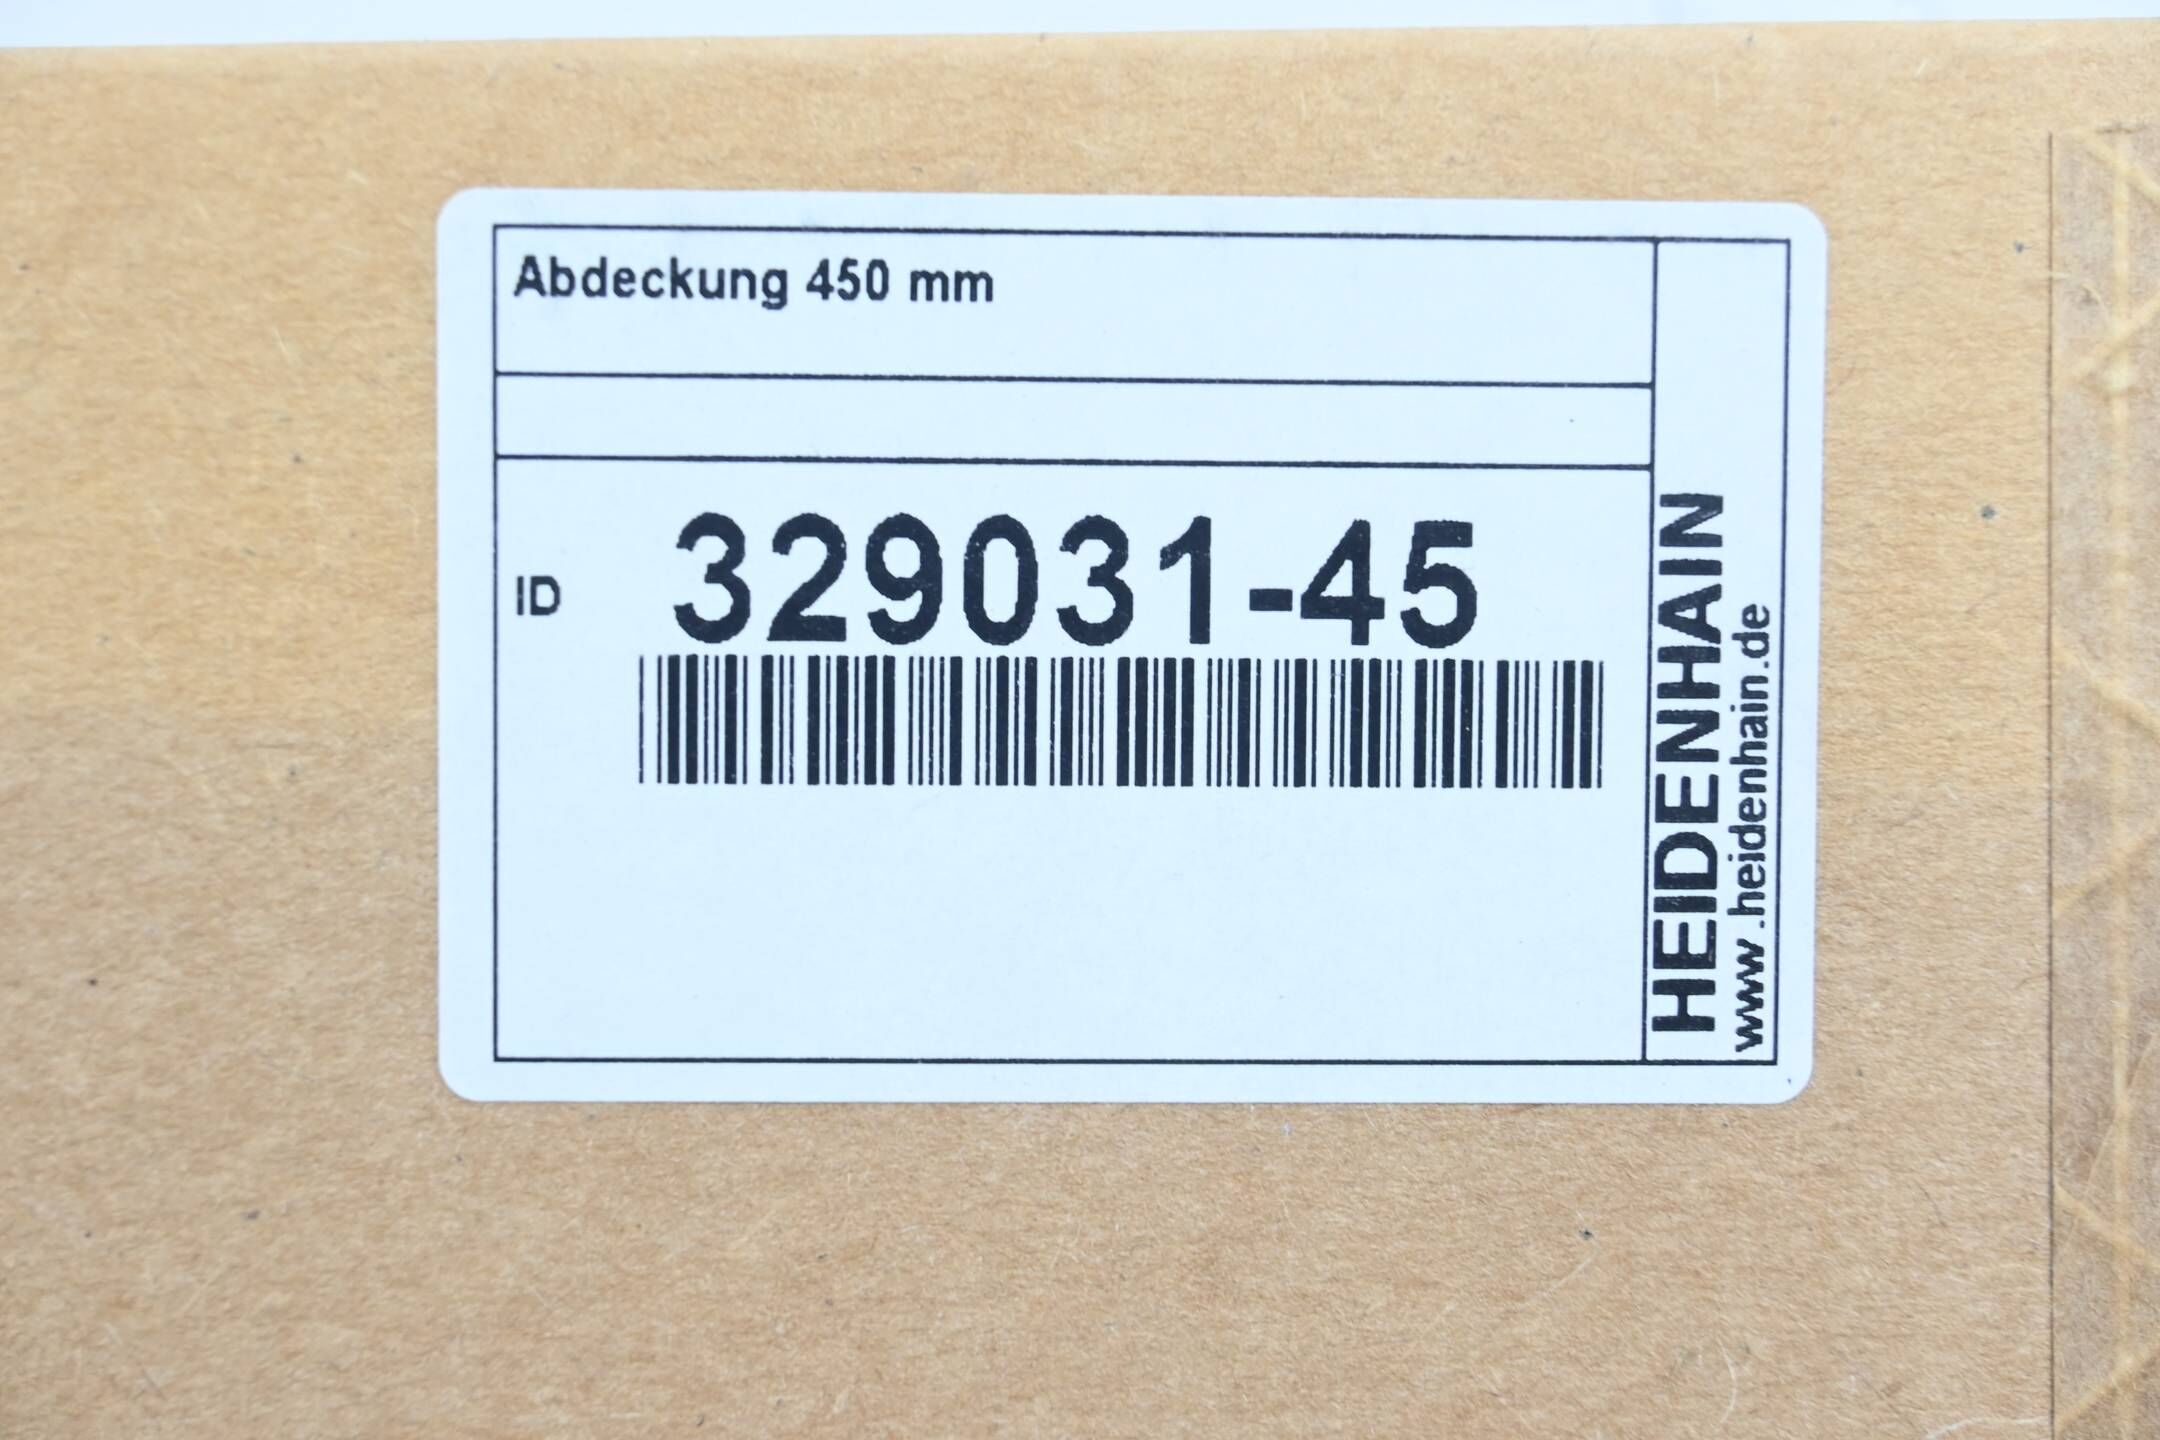 Abdeckung 450 mm
ID 329031-45
HEIDENHAIN
www.heidenhain.de